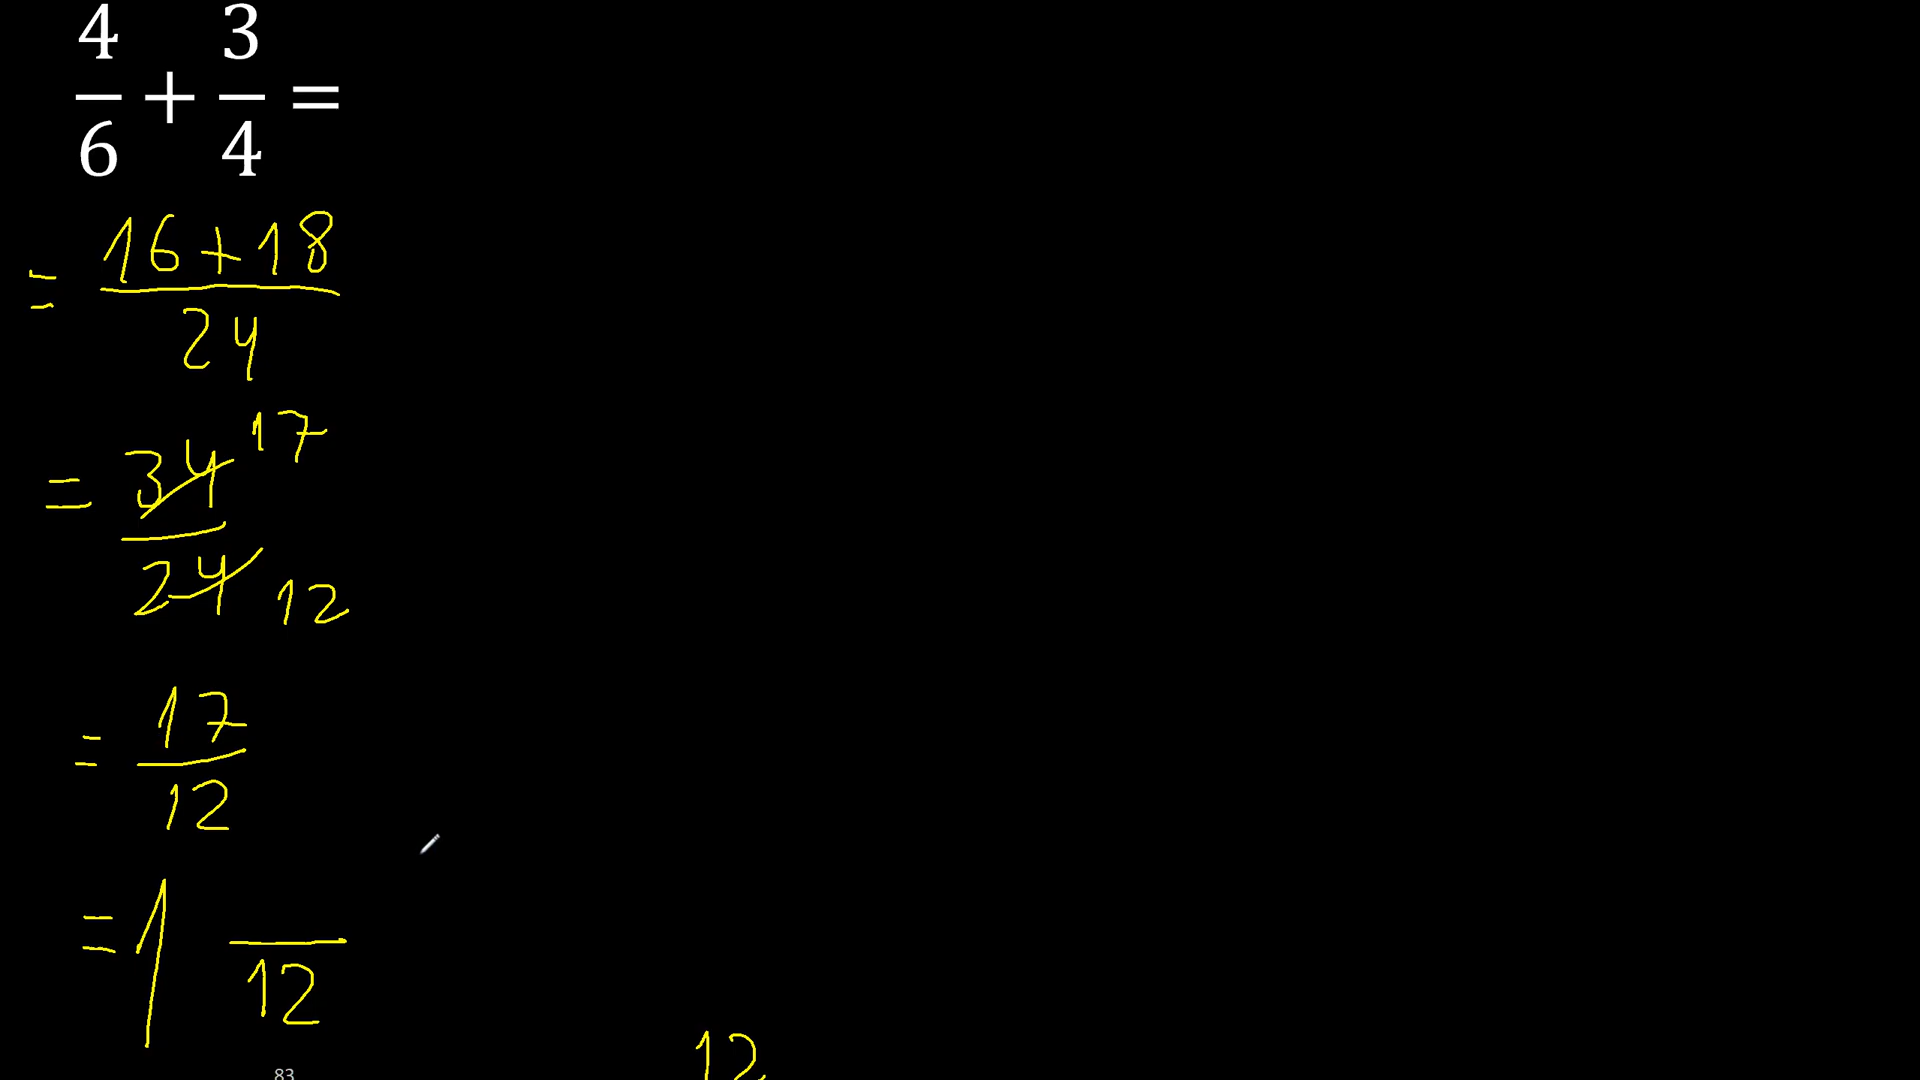 4/6 + 3/4 =
= 16+18/24
= 34/24 17 12
= 17/12
= 1 /12
12
83